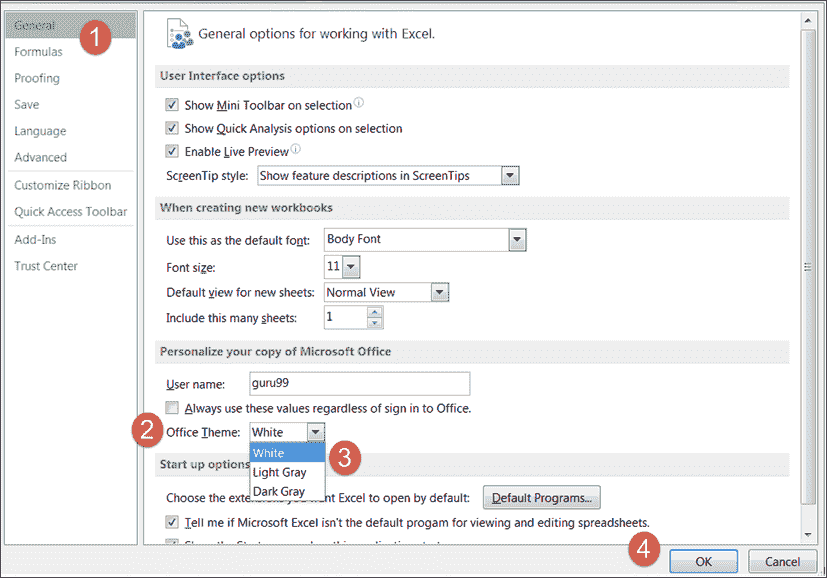 General
1
Formulas
Proofing
Save
Language
Advanced
Customize Ribbon
Quick Access Toolbar
Add-Ins
Trust Center
General options for working with Excel.
User Interface options
Show Mini Toolbar on selection
Show Quick Analysis options on selection
Enable Live Preview
ScreenTip style: Show feature descriptions in ScreenTips
When creating new workbooks
Use this as the default font: Body Font
Font size: 11
Default view for new sheets: Normal View
Include this many sheets: 1
Personalize your copy of Microsoft Office
User name: guru99
Always use these values regardless of sign in to Office.
2 Office Theme: White
White 3
Light Gray
Dark Gray
Start up options
Choose the extensions you want Excel to open by default: Default Programs...
Tell me if Microsoft Excel isn't the default progam for viewing and editing spreadsheets.
4
OK Cancel